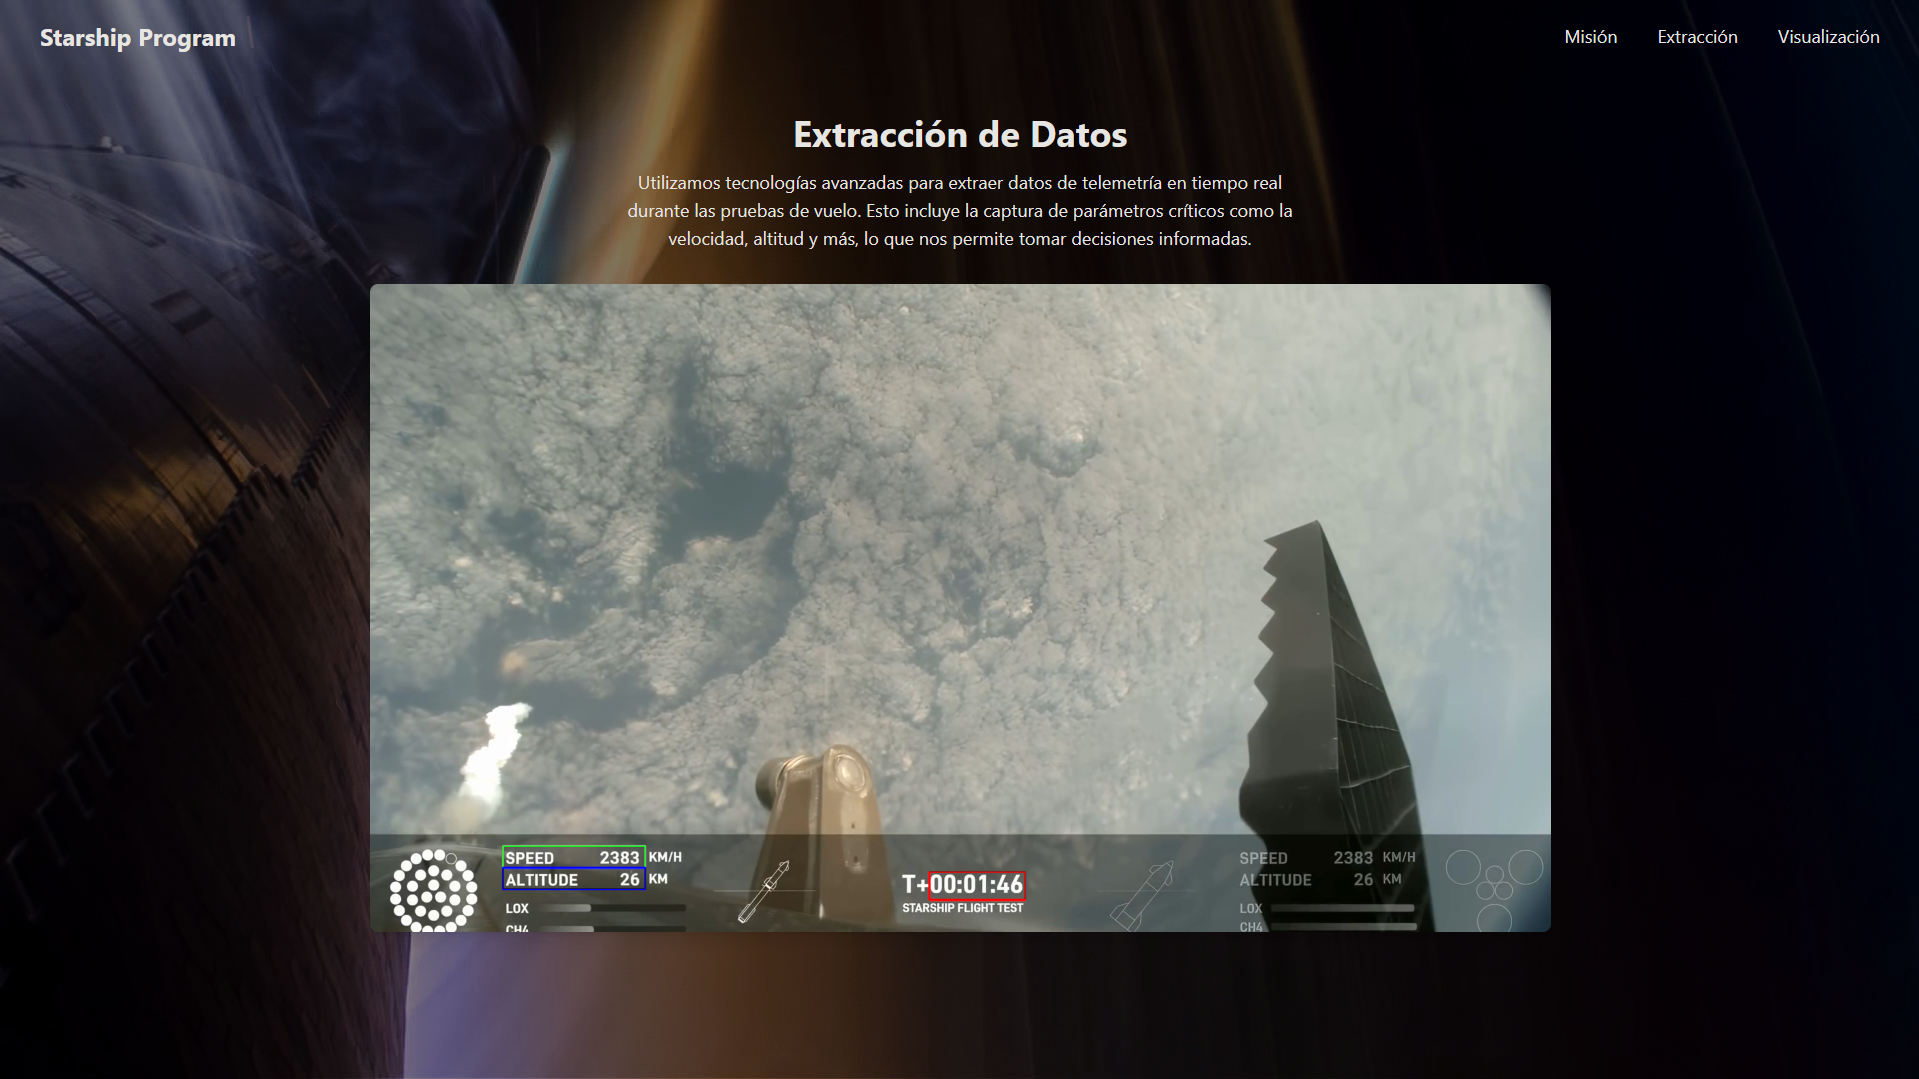 Starship Program
Misión
Extracción
Visualización
Extracción de Datos
Utilizamos tecnologías avanzadas para extraer datos de telemetría en tiempo real
durante las pruebas de vuelo. Esto incluye la captura de parámetros críticos como la
velocidad, altitud y más, lo que nos permite tomar decisiones informadas.
SPEED 2383 KM/H
ALTITUDE 26 KM
LOX
CH4
T+00:01:46
STARSHIP FLIGHT TEST
SPEED 2383 KM/H
ALTITUDE 26 KM
LOX
CH4